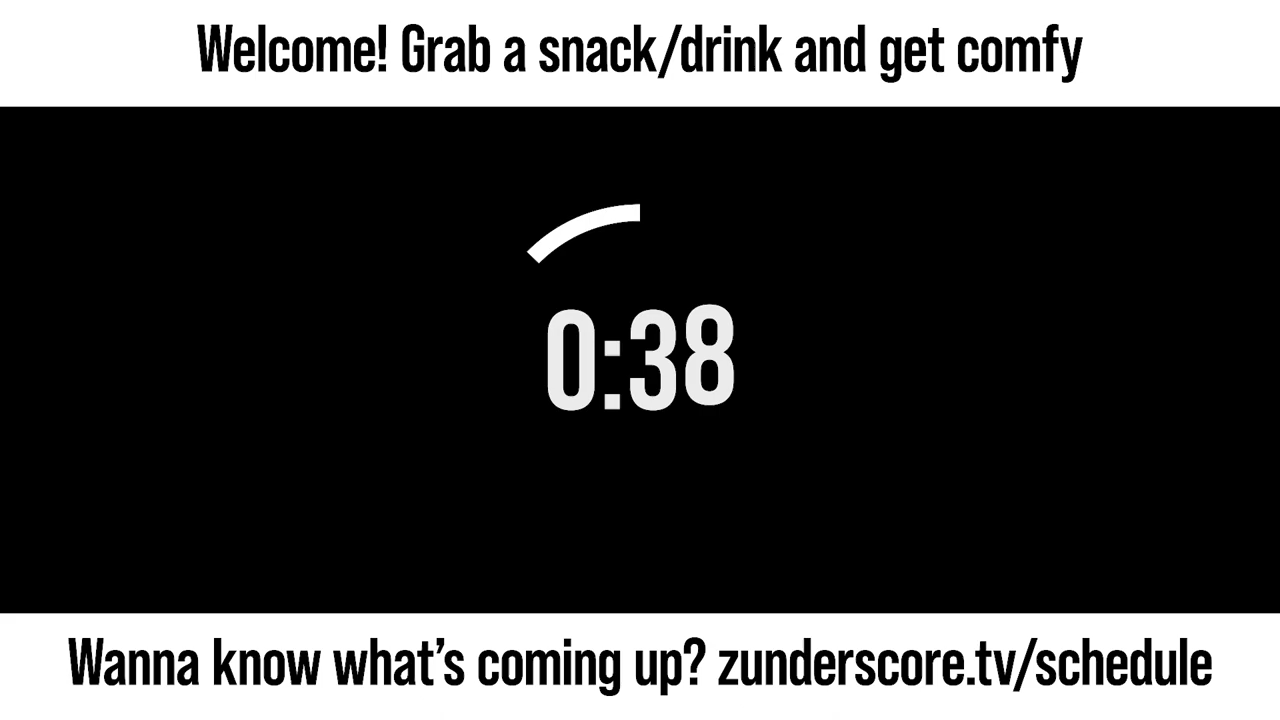 Welcome! Grab a snack/drink and get comfy
0:38
Wanna know what’s coming up? zunderscore.tv/schedule